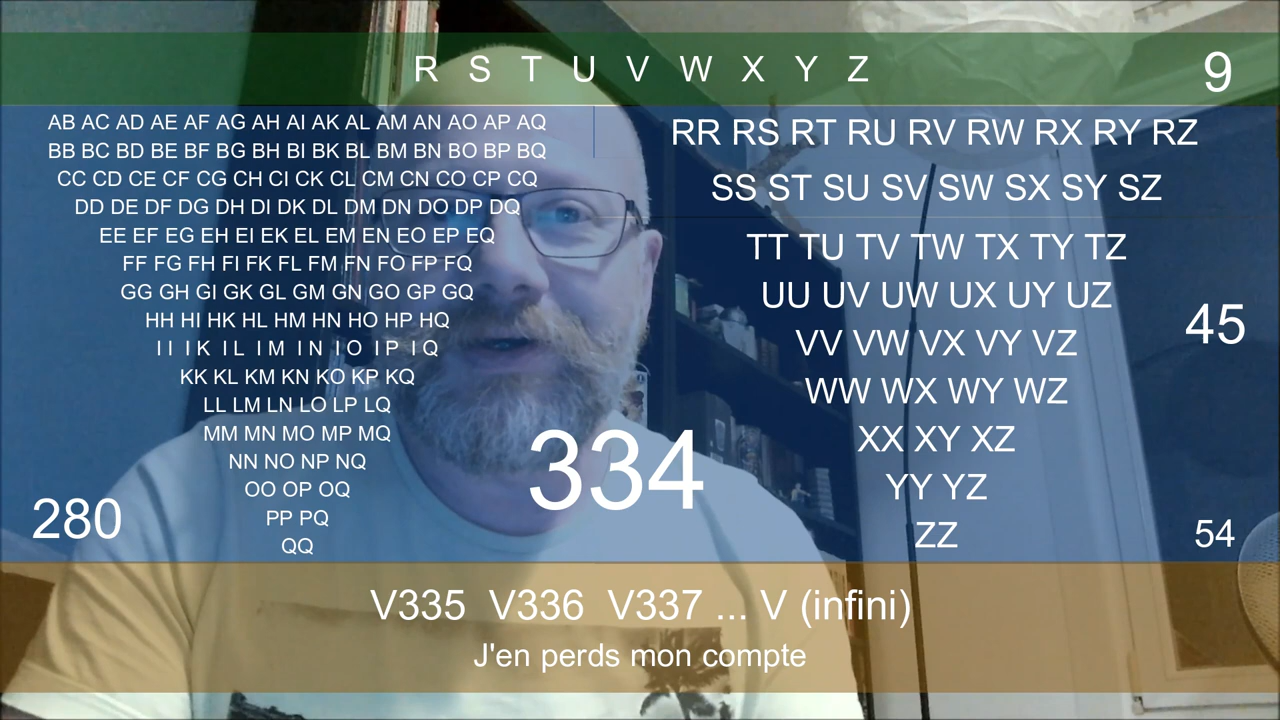 R S T U V W X Y Z
9
AB AC AD AE AF AG AH AI AK AL AM AN AO AP AQ
BB BC BD BE BF BG BH BI BK BL BM BN BO BP BQ
CC CD CE CF CG CH CI CK CL CM CN CO CP CQ
DD DE DF DG DH DI DK DL DM DN DO DP DQ
EE EF EG EH EI EK EL EM EN EO EP EQ
FF FG FH FI FK FL FM FN FO FP FQ
GG GH GI GK GL GM GN GO GP GQ
HH HI HK HL HM HN HO HP HQ
II IK IL IM IN IO IP IQ
KK KL KM KN KO KP KQ
LL LM LN LO LP LQ
MM MN MO MP MQ
NN NO NP NQ
OO OP OQ
PP PQ
QQ
280
334
RR RS RT RU RV RW RX RY RZ
SS ST SU SV SW SX SY SZ
TT TU TV TW TX TY TZ
UU UV UW UX UY UZ
VV VW VX VY VZ
WW WX WY WZ
XX XY XZ
YY YZ
ZZ
45
54
V335 V336 V337 ... V (infini)
J'en perds mon compte